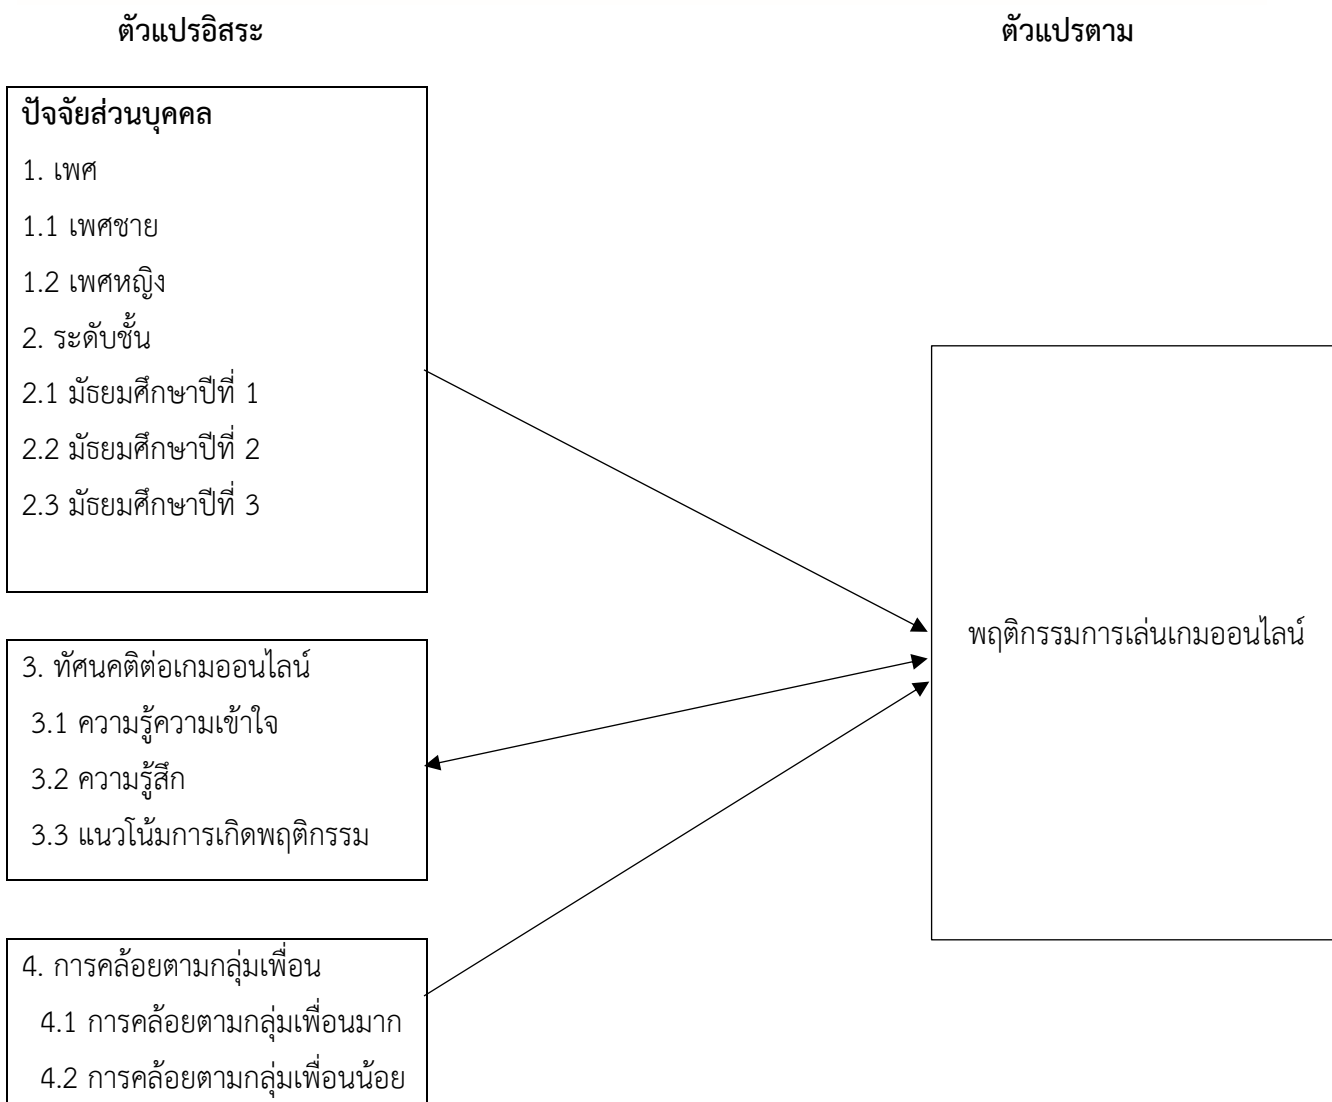 ตัวแปรอิสระ
ตัวแปรตาม
ปัจจัยส่วนบุคคล
1. เพศ
1.1 เพศชาย
1.2 เพศหญิง
2. ระดับชั้น
2.1 มัธยมศึกษาปีที่ 1
2.2 มัธยมศึกษาปีที่ 2
2.3 มัธยมศึกษาปีที่ 3
3. ทัศนคติต่อเกมออนไลน์
3.1 ความรู้ความเข้าใจ
3.2 ความรู้สึก
3.3 แนวโน้มการเกิดพฤติกรรม
4. การคล้อยตามกลุ่มเพื่อน
4.1 การคล้อยตามกลุ่มเพื่อนมาก
4.2 การคล้อยตามกลุ่มเพื่อนน้อย
พฤติกรรมการเล่นเกมออนไลน์